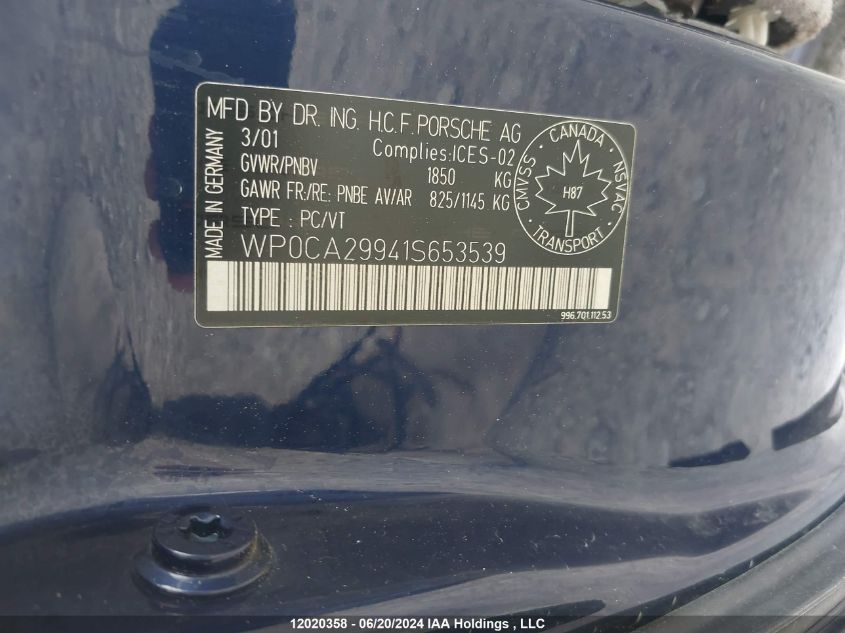 MFD BY DR. ING. H.C.F. PORSCHE AG
3/01 Complies:ICES-02
GVWR/PNBV 1850 KG
GAWR FR:/RE: PNBE AV/AR 825/1145 KG
TYPE : PC/VT
WP0CA29941S653539
MADE IN GERMANY
CANADA
CMVSS NSVAC
H87
TRANSPORT
996.701.112.53
12020358 - 06/20/2024 IAA Holdings , LLC